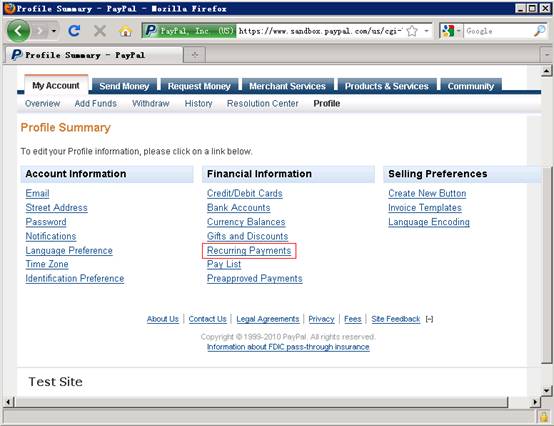 Profile Summary - PayPal - Mozilla Firefox
PayPal, Inc (US) https://www.sandbox.paypal.com/us/cgi- Google
Profile Summary - PayPal
My Account Send Money Request Money Merchant Services Products & Services Community
Overview Add Funds Withdraw History Resolution Center Profile
Profile Summary
To edit your Profile information, please click on a link below.
Account Information
Email
Street Address
Password
Notifications
Language Preference
Time Zone
Identification Preference
Financial Information
Credit/Debit Cards
Bank Accounts
Currency Balances
Gifts and Discounts
Recurring Payments
Pay List
Preapproved Payments
Selling Preferences
Create New Button
Invoice Templates
Language Encoding
About Us | Contact Us | Legal Agreements | Privacy | Fees | Site Feedback [-]
Copyright © 1999-2010 PayPal. All rights reserved.
Information about FDIC pass-through insurance
Test Site